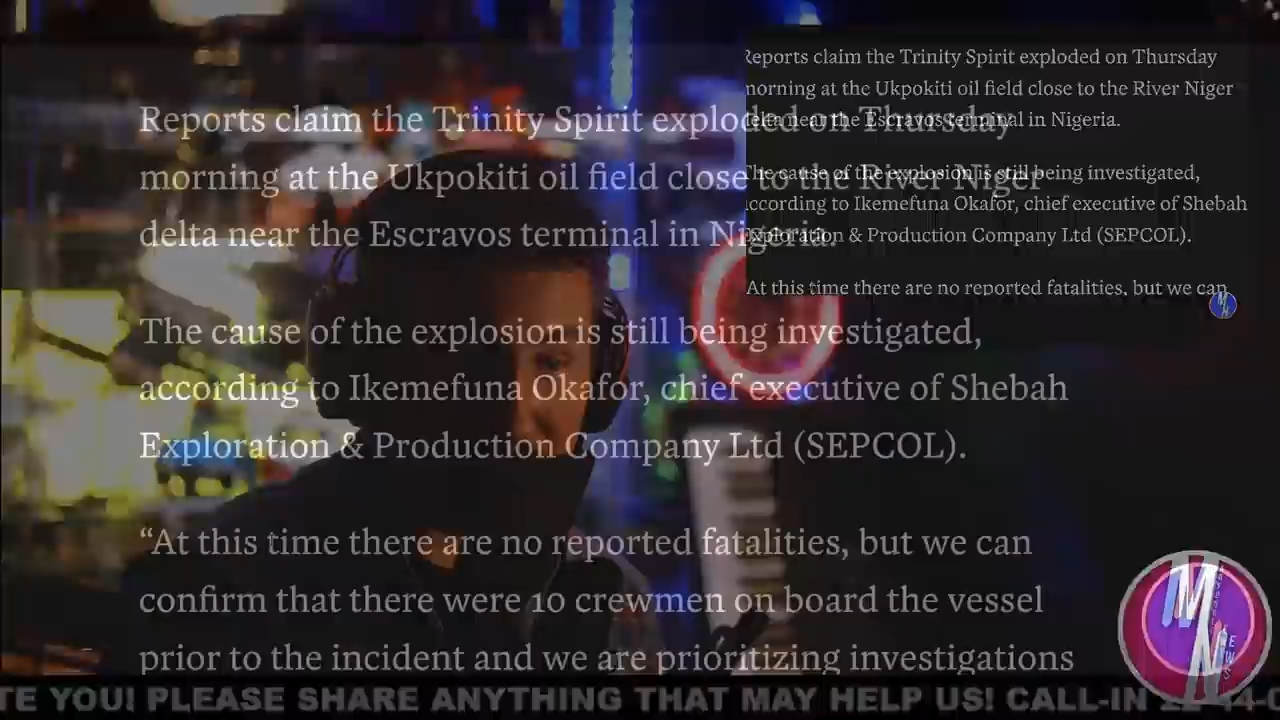 Reports claim the Trinity Spirit exploded on Thursday
morning at the Ukpokiti oil field close to the River Niger
delta near the Escravos terminal in Nigeria.
The cause of the explosion is still being investigated,
according to Ikemefuna Okafor, chief executive of Shebah
Exploration & Production Company Ltd (SEPCOL).
“At this time there are no reported fatalities, but we can
confirm that there were 10 crewmen on board the vessel
prior to the incident and we are prioritizing investigations
Reports claim the Trinity Spirit exploded on Thursday
morning at the Ukpokiti oil field close to the River Niger
delta near the Escravos terminal in Nigeria.
The cause of the explosion is still being investigated,
according to Ikemefuna Okafor, chief executive of Shebah
Exploration & Production Company Ltd (SEPCOL).
At this time there are no reported fatalities, but we can
TE YOU! PLEASE SHARE ANYTHING THAT MAY HELP US! CALL-IN